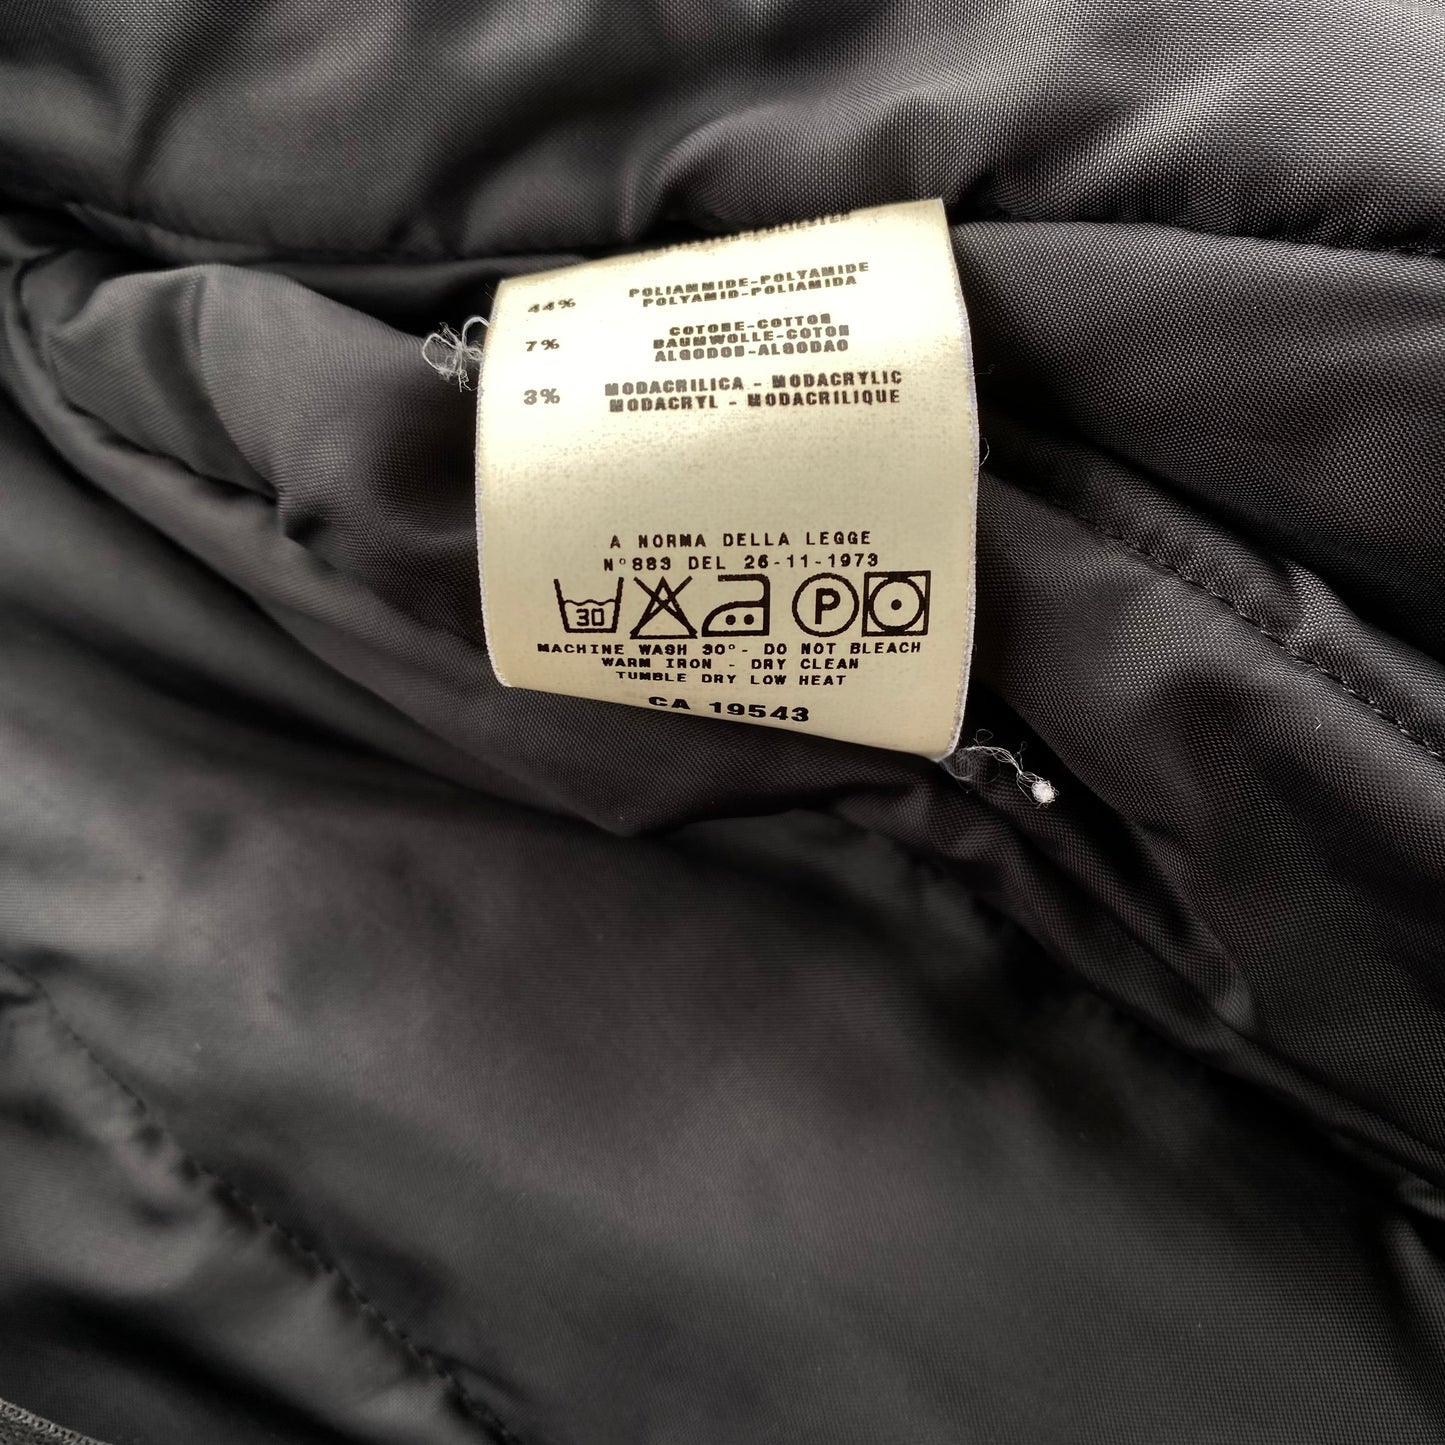 44% POLIAMMIDE-POLYAMIDE
POLYAMID-POLIAMIDA
7% COTONE-COTTON
BAUMWOLLE-COTON
ALGODON-ALGODAO
3% MODACRILICA - MODACRYLIC
MODACRYL - MODACRILIQUE
A NORMA DELLA LEGGE
N°883 DEL 26-11-1973
30 P
MACHINE WASH 30°- DO NOT BLEACH
WARM IRON - DRY CLEAN
TUMBLE DRY LOW HEAT
CA 19543